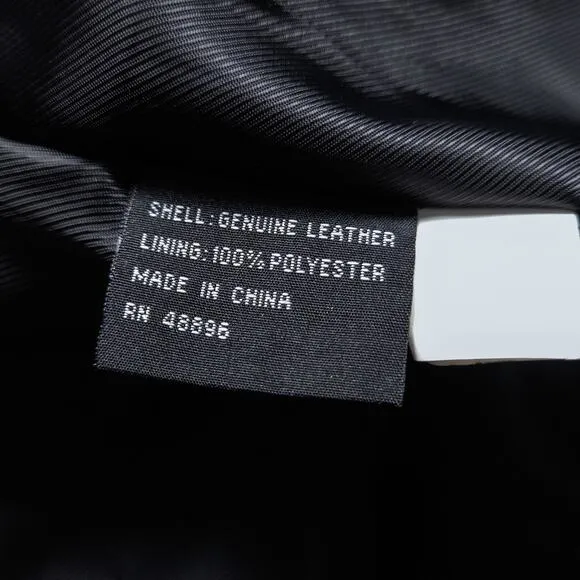 SHELL: GENUINE LEATHER
LINING: 100% POLYESTER
MADE IN CHINA
RN 48896